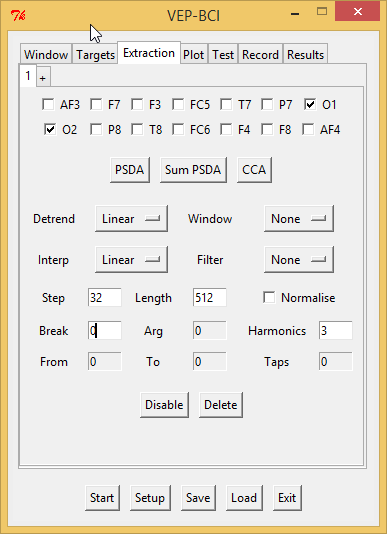 VEP-BCI
Window Targets Extraction Plot Test Record Results
1 +
AF3 F7 F3 FC5 T7 P7 O1
O2 P8 T8 FC6 F4 F8 AF4
PSDA Sum PSDA CCA
Detrend Linear Window None
Interp Linear Filter None
Step 32 Length 512 Normalise
Break 0 Arg 0 Harmonics 3
From 0 To 0 Taps 0
Disable Delete
Start Setup Save Load Exit